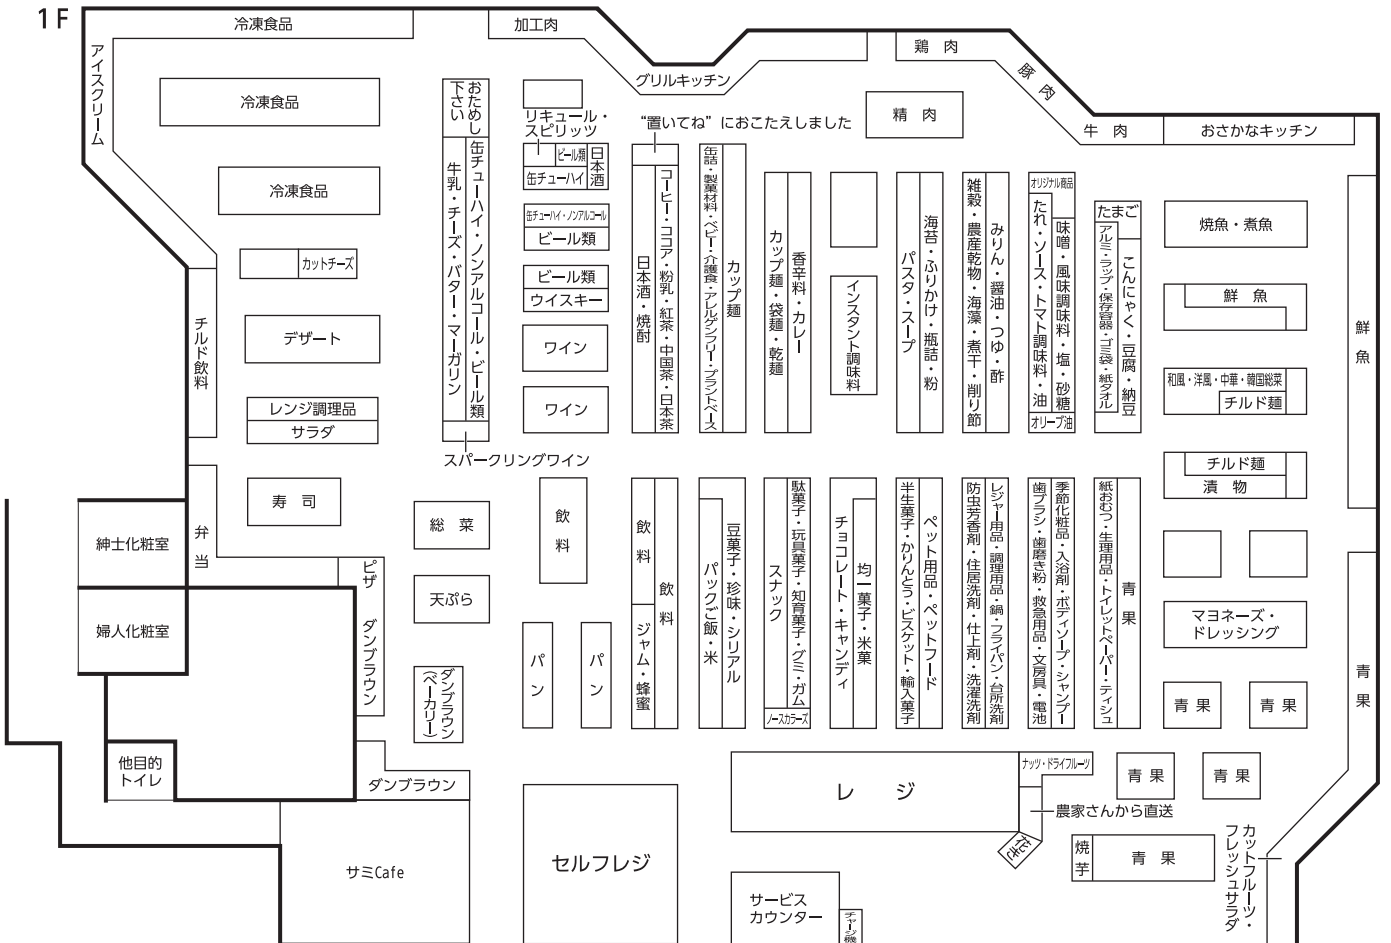 1F
冷凍食品
アイスクリーム
冷凍食品
冷凍食品
カットチーズ
デザート
レンジ調理品
サラダ
チルド飲料
寿司
弁当
ピザ
ダンブラウン
紳士化粧室
婦人化粧室
他目的
トイレ
ダンブラウン
サミCafe
加工肉
グリルキッチン
鶏肉
豚肉
牛肉
おさかなキッチン
精肉
おためし
下さい
缶チューハイ・ノンアルコール・ビール類
牛乳・チーズ・バター・マーガリン
スパークリングワイン
リキュール・
スピリッツ
ビール類
日本酒
缶チューハイ
缶チューハイ・ノンアルコール
ビール類
ビール類
ウイスキー
ワイン
ワイン
“置いてね”におこたえしました
コーヒー・ココア・粉乳・紅茶・中国茶・日本茶
日本酒・焼酎
カップ麺
缶詰・製菓材料・ベビー・介護食・アレルゲンフリー・プラントベース
香辛料・カレー
カップ麺・袋麺・乾麺
インスタント調味料
海苔・ふりかけ・瓶詰・粉
パスタ・スープ
みりん・醤油・つゆ・酢
雑穀・農産乾物・海藻・煮干・削り節
オリジナル商品
味噌・風味調味料・塩・砂糖
たれ・ソース・トマト調味料・油
オリーブ油
たまご
こんにゃく・豆腐・納豆
アルミ・ラップ・保存容器・ゴミ袋・紙タオル
焼魚・煮魚
鮮魚
和風・洋風・中華・韓国総菜
チルド麺
チルド麺
漬物
鮮魚
総菜
天ぷら
ダンブラウン
(ベーカリー)
飲料
パン
パン
飲料
飲料
ジャム・蜂蜜
豆菓子・珍味・シリアル
パックご飯・米
駄菓子・玩具菓子・知育菓子・グミ・ガム
スナック
ノースカラーズ
均一菓子・米菓
チョコレート・キャンディ
ペット用品・ペットフード
半生菓子・かりんとう・ビスケット・輸入菓子
レジャー用品・調理用品・鍋・フライパン・台所洗剤
防虫芳香剤・住居洗剤・仕上剤・洗濯洗剤
季節化粧品・入浴剤・ボディソープ・シャンプー
歯ブラシ・歯磨き粉・救急用品・文房具・電池
青果
紙おむつ・生理用品・トイレットペーパー・ティシュ
マヨネーズ・
ドレッシング
青果
青果
青果
セルフレジ
レジ
ナッツ・ドライフルーツ
農家さんから直送
花き
青果
青果
焼芋
青果
カットフルーツ・
フレッシュサラダ
サービス
カウンター
チャージ機